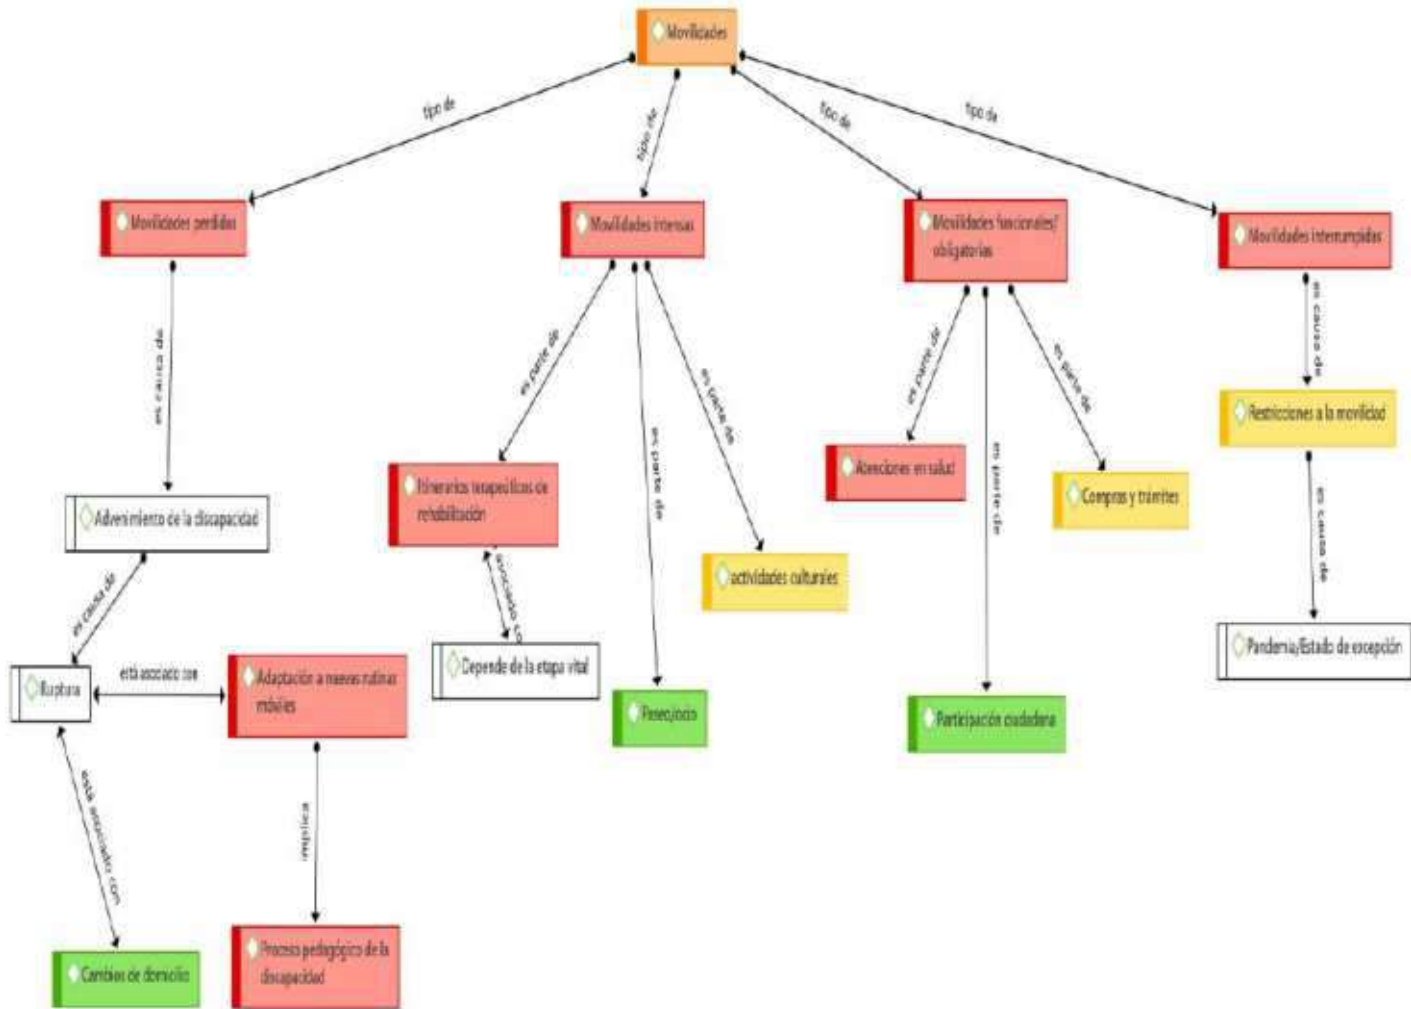 Movilidades
tipo de
tipo de
tipo de
tipo de
Movilidades perdidas
Movilidades intensas
Movilidades funcionales/
obligatorias
Movilidades interrumpidas
es causa de
es parte de
es parte de
es parte de
es parte de
es parte de
es parte de
es causa de
Restricciones a la movilidad
Atenciones en salud
Compras y trámites
Itinerarios terapéuticos de
rehabilitación
es causa de
Advenimiento de la discapacidad
actividades culturales
asociado co
es causa de
Depende de la etapa vital
Pandemia/Estado de excepción
Ruptura
está asociado con
Adaptación a nuevas rutinas
móviles
Paseo/ocio
Participación ciudadana
está asociado con
Cambios de domicilio
Proceso pedagógico de la
discapacidad